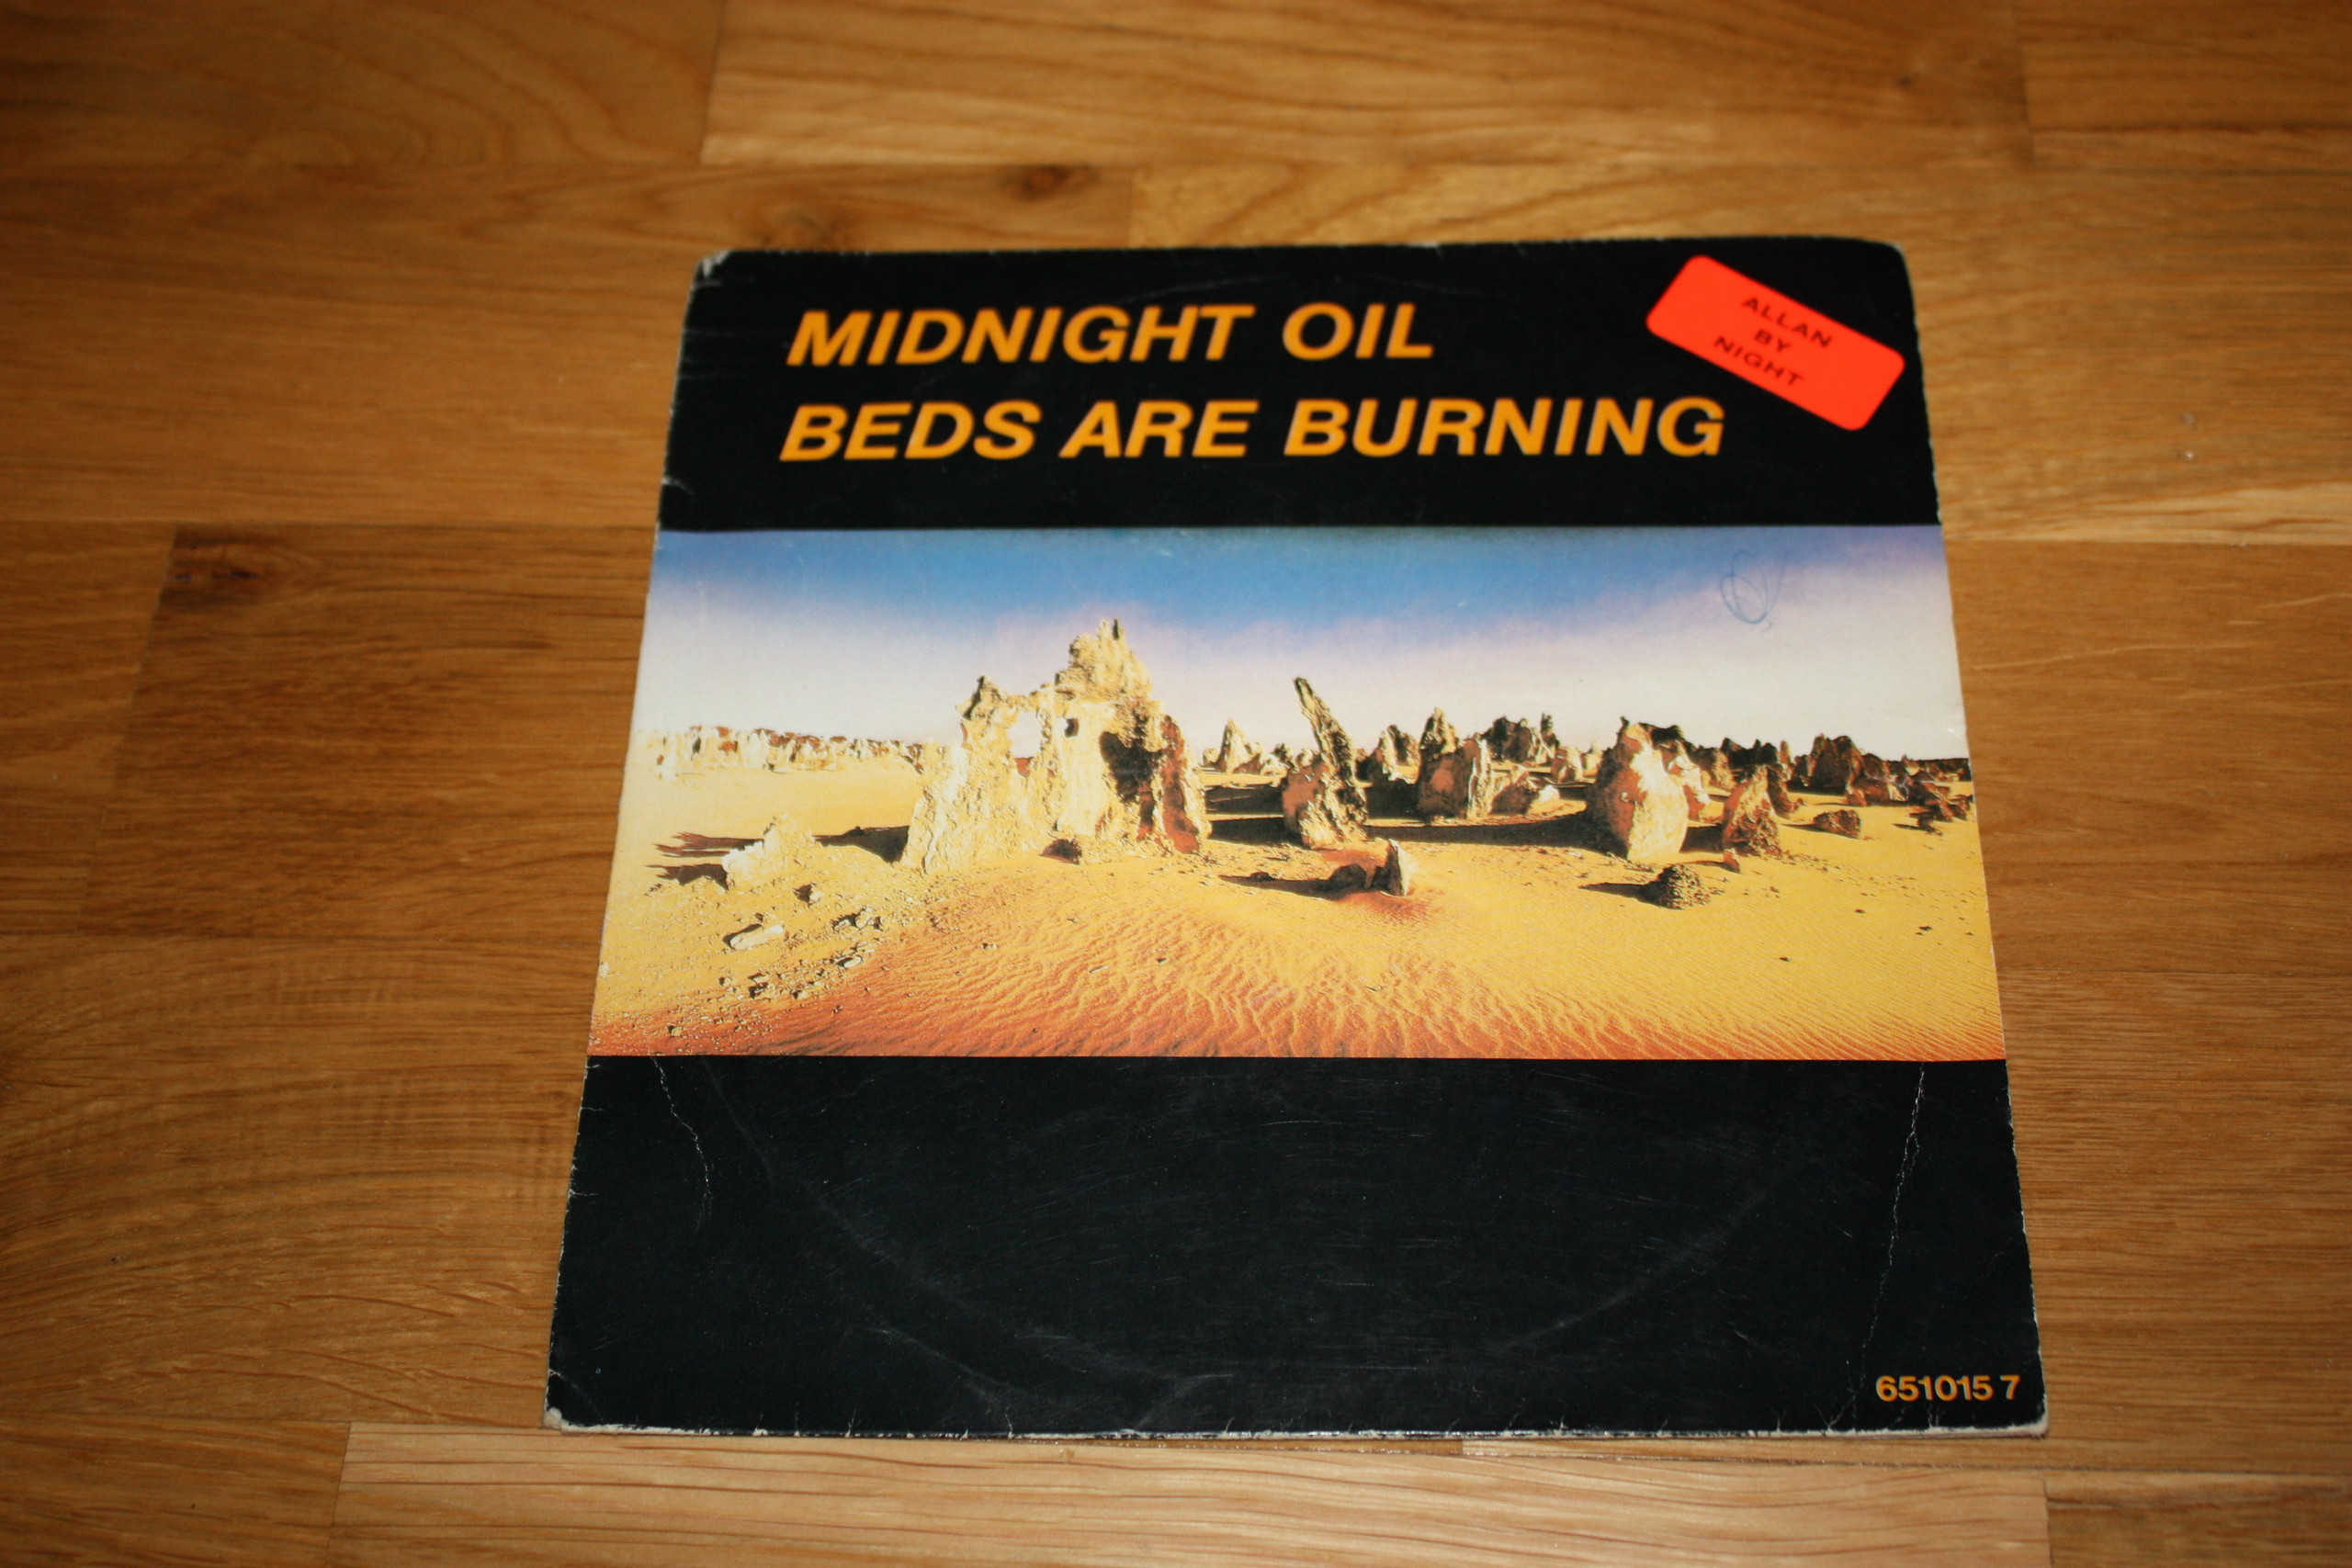 MIDNIGHT OIL
BEDS ARE BURNING
ALLAN
BY
NIGHT
651015 7